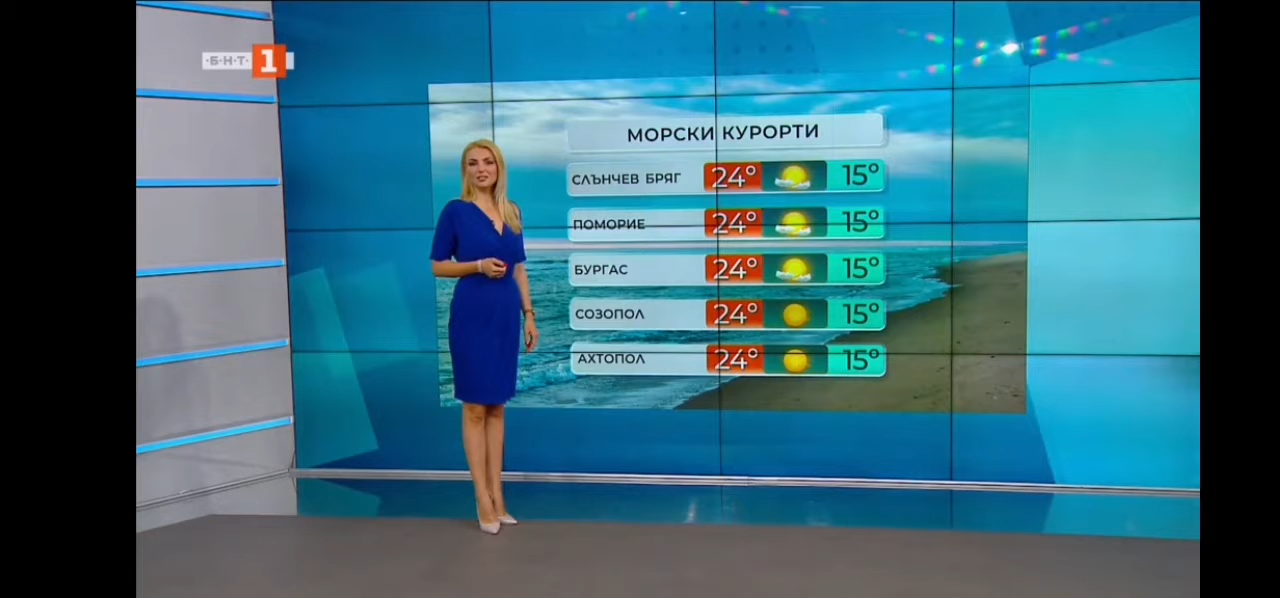 ·Б·Н·Т· 1
МОРСКИ КУРОРТИ
СЛЪНЧЕВ БРЯГ 24° 15°
ПОМОРИЕ 24° 15°
БУРГАС 24° 15°
СОЗОПОЛ 24° 15°
АХТОПОЛ 24° 15°